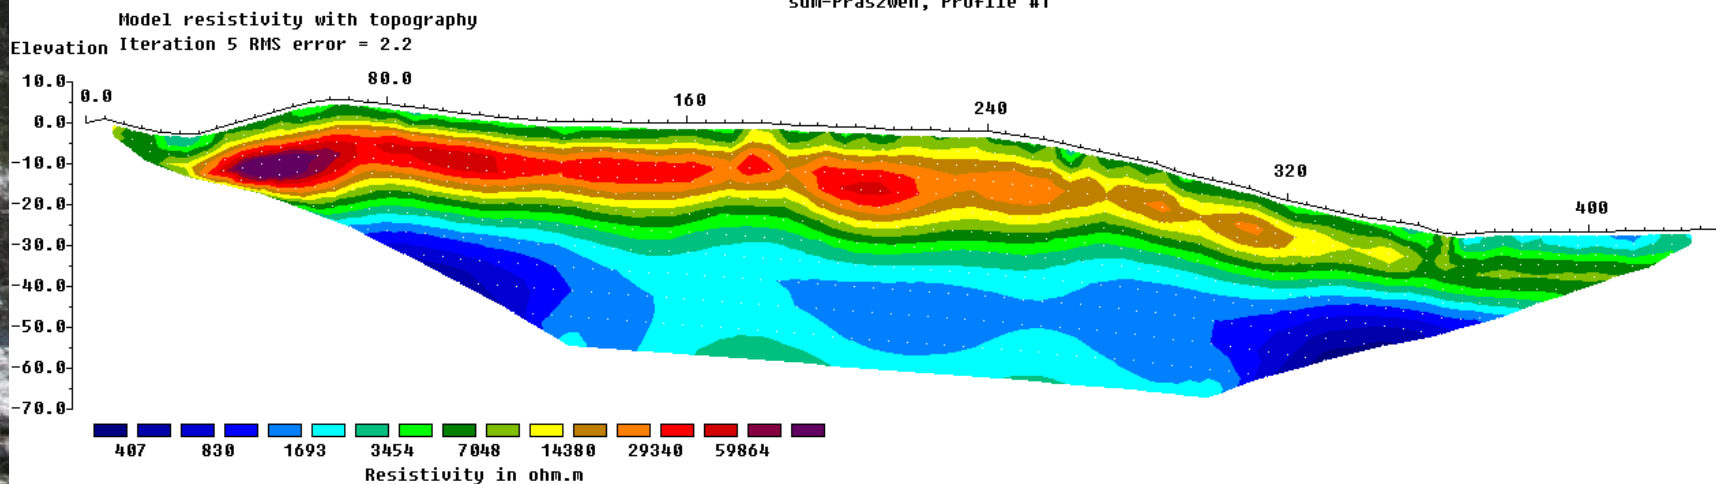 Profile #1
Model resistivity with topography
Elevation Iteration 5 RMS error = 2.2
10.0
0.0
-10.0
-20.0
-30.0
-40.0
-50.0
-60.0
-70.0
0.0 80.0 160 240 320 400
407 830 1693 3454 7048 14380 29340 59864
Resistivity in ohm.m